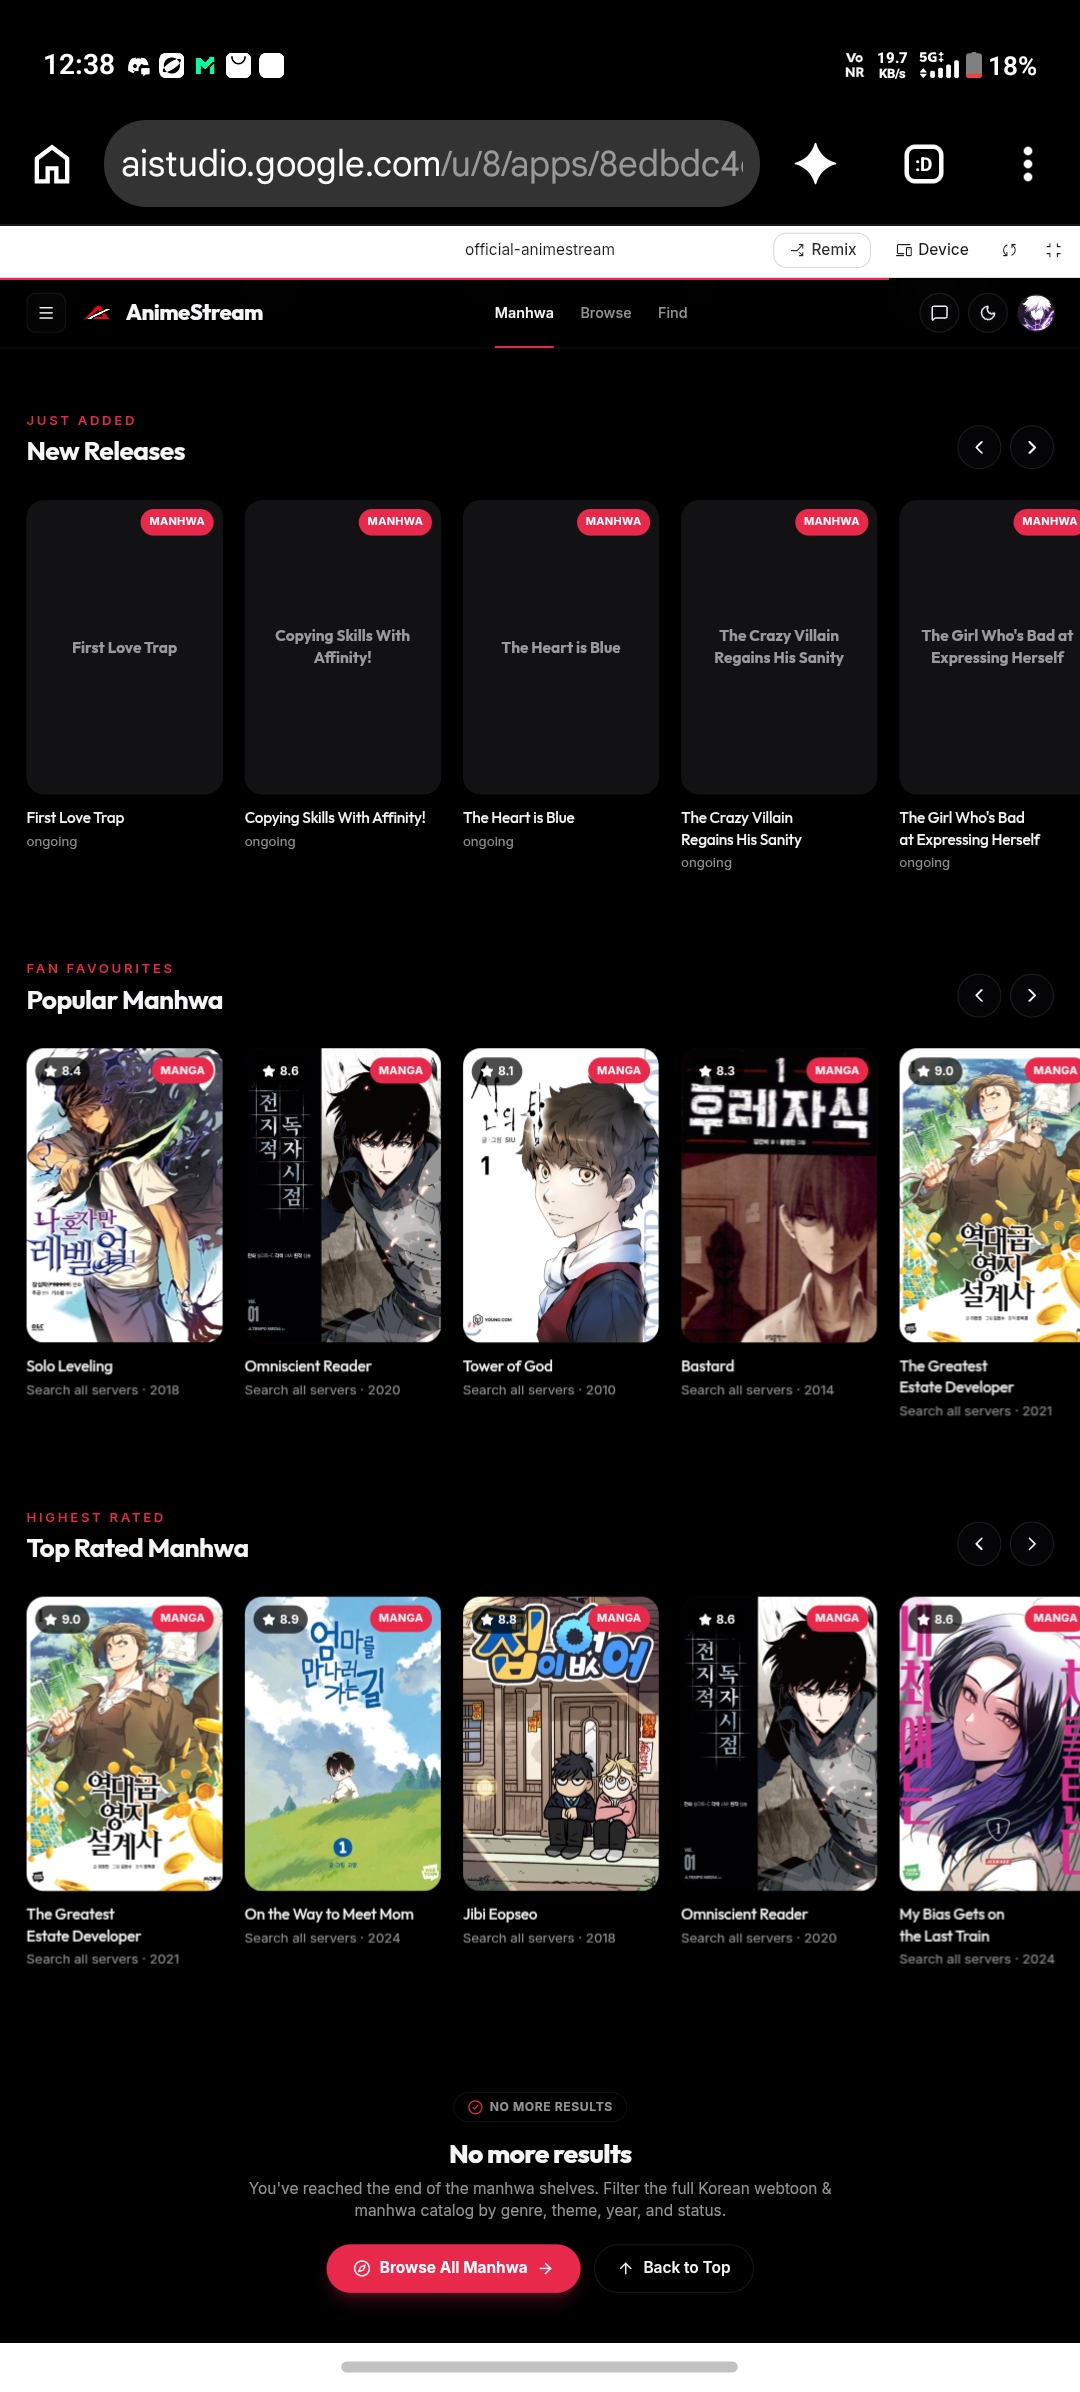 12:38
Vo NR 19.7 KB/s 5G 18%
aistudio.google.com/u/8/apps/8edbdc4
:D
official-animestream
Remix
Device
AnimeStream
Manhwa Browse Find
JUST ADDED
New Releases
MANHWA MANHWA MANHWA MANHWA MANHWA
First Love Trap
Copying Skills With
Affinity!
The Heart is Blue
The Crazy Villain
Regains His Sanity
The Girl Who's Bad at
Expressing Herself
First Love Trap
ongoing
Copying Skills With Affinity!
ongoing
The Heart is Blue
ongoing
The Crazy Villain
Regains His Sanity
ongoing
The Girl Who's Bad
at Expressing Herself
ongoing
FAN FAVOURITES
Popular Manhwa
8.4 MANGA
나 혼자만
레벨업
8.6 MANGA
전지적
독자
시점
01
8.1 MANGA
신의 탑
글·그림 SIU
1
YOUNG COM
8.3 MANGA
1
후레자식
9.0 MANGA
역대급
영지
설계사
Solo Leveling
Search all servers · 2018
Omniscient Reader
Search all servers · 2020
Tower of God
Search all servers · 2010
Bastard
Search all servers · 2014
The Greatest
Estate Developer
Search all servers · 2021
HIGHEST RATED
Top Rated Manhwa
9.0 MANGA
역대급
영지
설계사
8.9 MANGA
엄마를
만나러
가는 길
1
8.8 MANGA
집이 없어
8.6 MANGA
전지적
독자
시점
01
8.6 MANGA
1
The Greatest
Estate Developer
Search all servers · 2021
On the Way to Meet Mom
Search all servers · 2024
Jibi Eopseo
Search all servers · 2018
Omniscient Reader
Search all servers · 2020
My Bias Gets on
the Last Train
Search all servers · 2024
NO MORE RESULTS
No more results
You've reached the end of the manhwa shelves. Filter the full Korean webtoon &
manhwa catalog by genre, theme, year, and status.
Browse All Manhwa
Back to Top